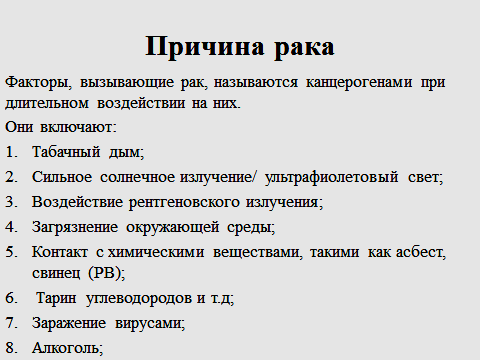 Причина рака
Факторы, вызывающие рак, называются канцерогенами при
длительном воздействии на них.
Они включают:
1. Табачный дым;
2. Сильное солнечное излучение/ ультрафиолетовый свет;
3. Воздействие рентгеновского излучения;
4. Загрязнение окружающей среды;
5. Контакт с химическими веществами, такими как асбест,
свинец (PB);
6. Тарин углеводородов и т.д;
7. Заражение вирусами;
8. Алкоголь;